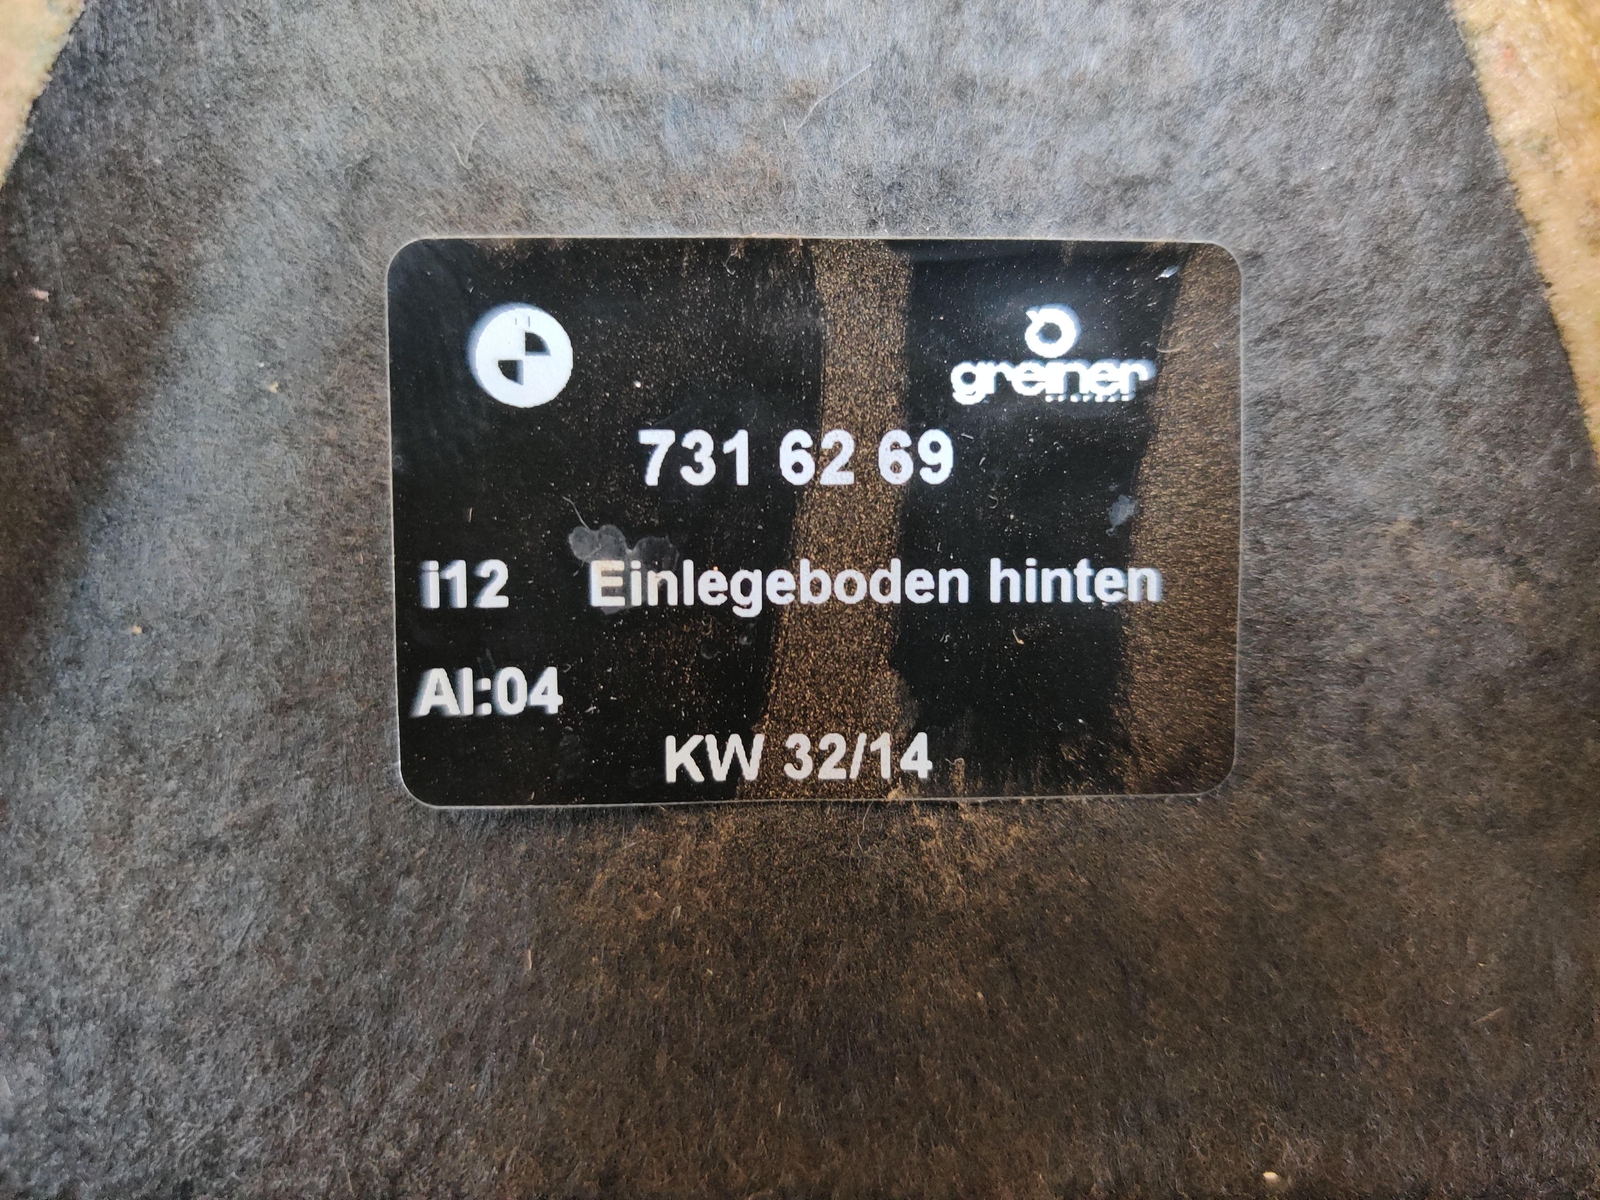 greiner
731 62 69
i12 Einlegeboden hinten
AI:04
KW 32/14